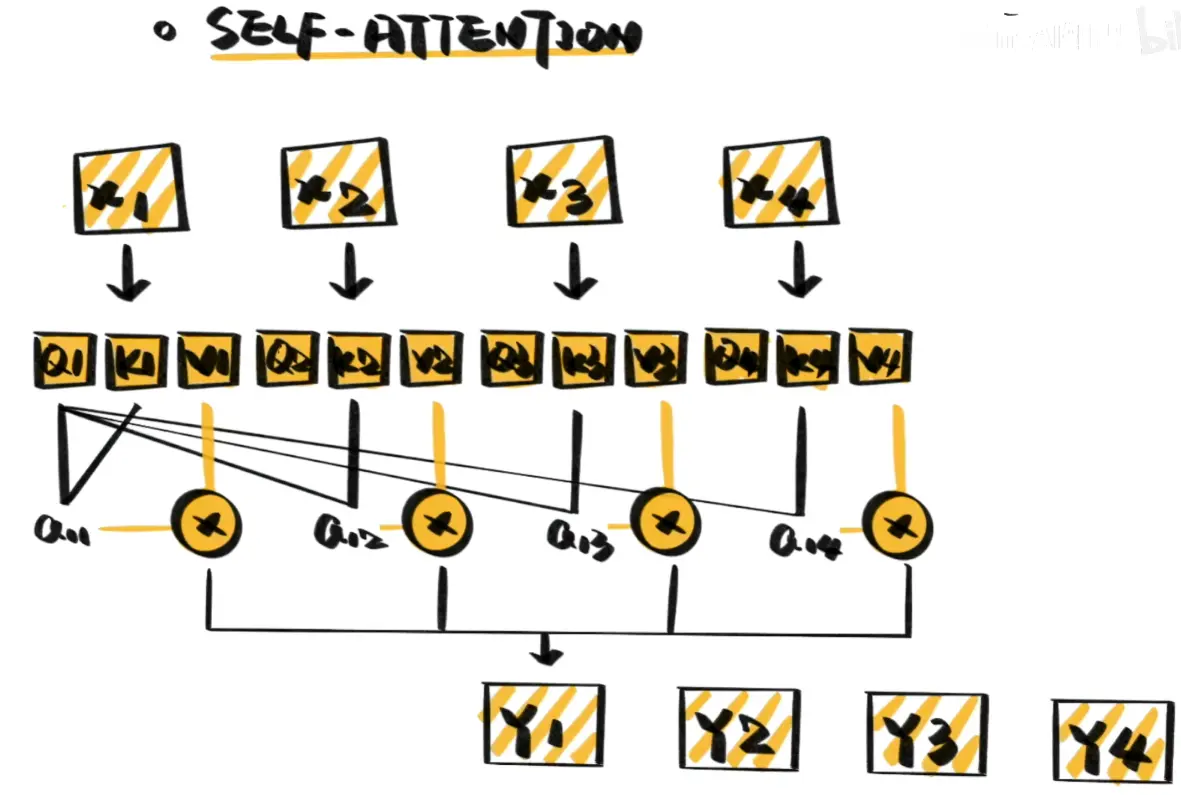 SELF-ATTENTION
x1 x2 x3 x4
Q1 K1 V1 Q2 K2 V2 Q3 K3 V3 Q4 K4 V4
a11 × a12 × a13 × a14 ×
Y1 Y2 Y3 Y4